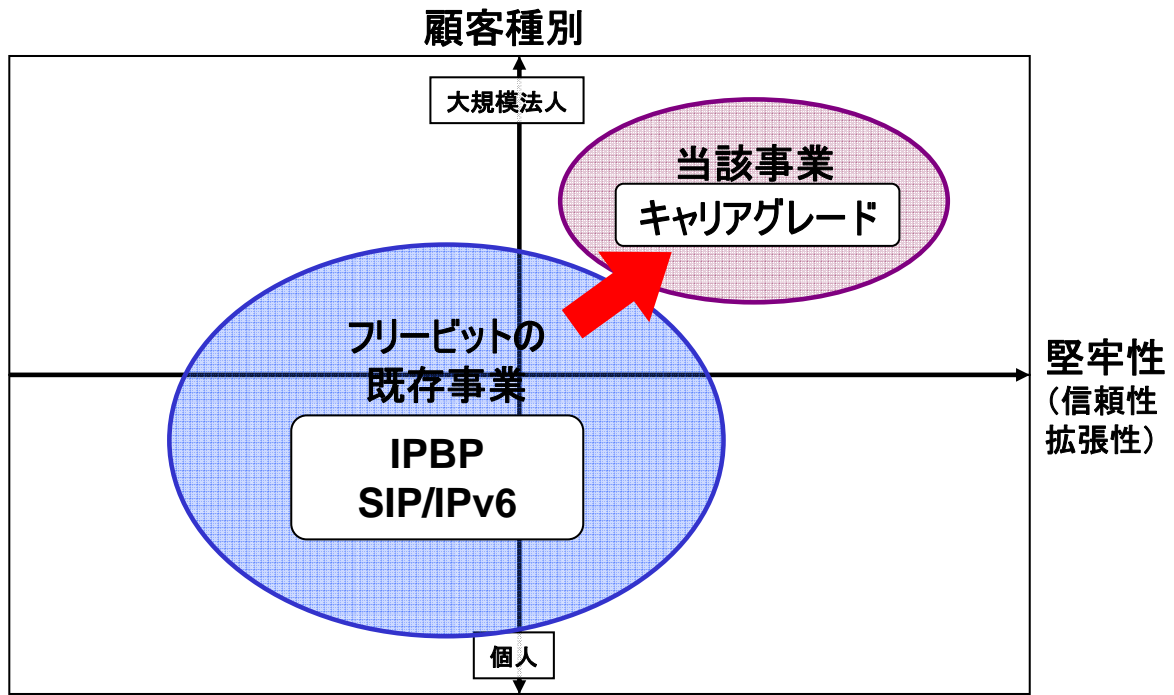 顧客種別
大規模法人
当該事業
キャリアグレード
フリービットの
既存事業
IPBP
SIP/IPv6
堅牢性
（信頼性
拡張性）
個人